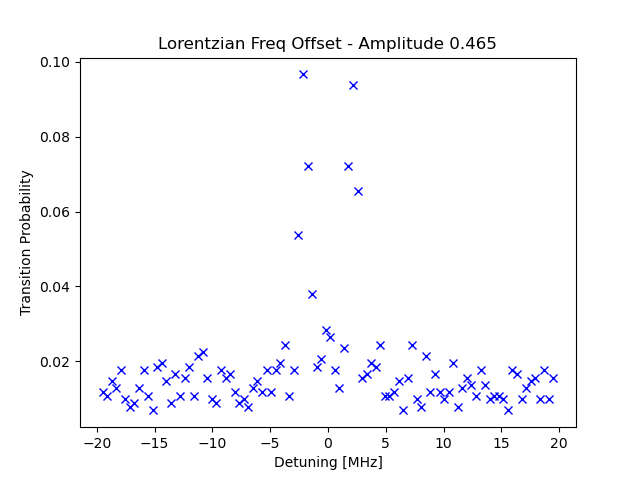 Lorentzian Freq Offset - Amplitude 0.465
Transition Probability
0.10
0.08
0.06
0.04
0.02
−20 −15 −10 −5 0 5 10 15 20
Detuning [MHz]